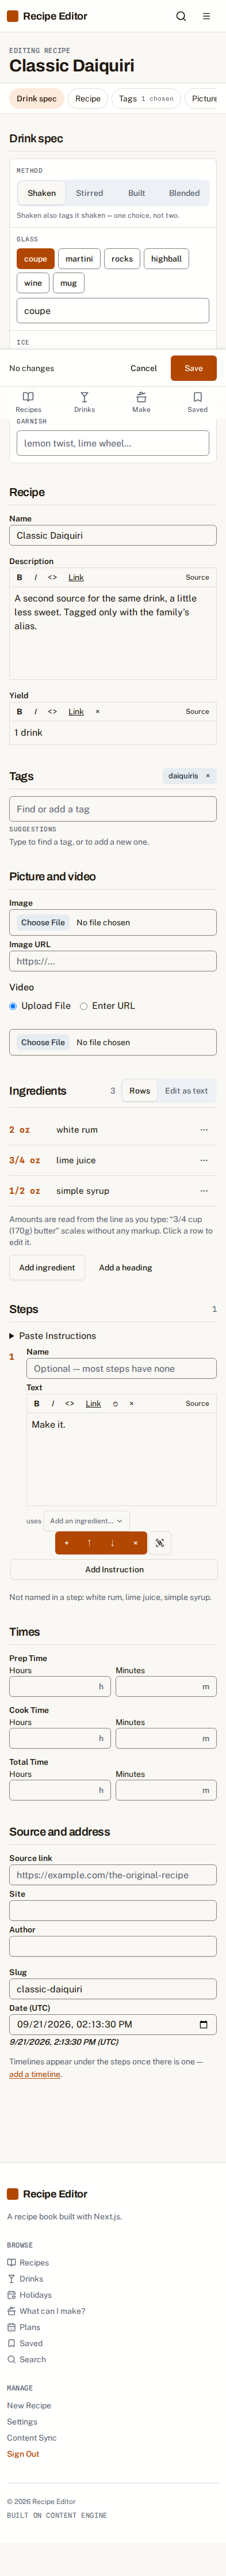 Recipe Editor
EDITING RECIPE
Classic Daiquiri
Drink spec
Recipe
Tags 1 chosen
Picture
Drink spec
METHOD
Shaken
Stirred
Built
Blended
Shaken also tags it shaken — one choice, not two.
GLASS
coupe
martini
rocks
highball
wine
mug
coupe
ICE
No changes
Cancel
Save
Recipes
Drinks
Make
Saved
GARNISH
lemon twist, lime wheel…
Recipe
Name
Classic Daiquiri
Description
B I <> Link Source
A second source for the same drink, a little
less sweet. Tagged only with the family's
alias.
Yield
B I <> Link × Source
1 drink
Tags
daiquiris ×
Find or add a tag
SUGGESTIONS
Type to find a tag, or to add a new one.
Picture and video
Image
Choose File No file chosen
Image URL
https://…
Video
Upload File
Enter URL
Choose File No file chosen
Ingredients
3
Rows
Edit as text
2 oz white rum
3/4 oz lime juice
1/2 oz simple syrup
Amounts are read from the line as you type: “3/4 cup
(170g) butter” scales without any markup. Click a row to
edit it.
Add ingredient
Add a heading
Steps
1
Paste Instructions
1
Name
Optional — most steps have none
Text
B I <> Link × Source
Make it.
uses Add an ingredient…
+ ↑ ↓ ×
Add Instruction
Not named in a step: white rum, lime juice, simple syrup.
Times
Prep Time
Hours
Minutes
h
m
Cook Time
Hours
Minutes
h
m
Total Time
Hours
Minutes
h
m
Source and address
Source link
https://example.com/the-original-recipe
Site
Author
Slug
classic-daiquiri
Date (UTC)
09/21/2026, 02:13:30 PM
9/21/2026, 2:13:30 PM (UTC)
Timelines appear under the steps once there is one —
add a timeline.
Recipe Editor
A recipe book built with Next.js.
BROWSE
Recipes
Drinks
Holidays
What can I make?
Plans
Saved
Search
MANAGE
New Recipe
Settings
Content Sync
Sign Out
© 2026 Recipe Editor
BUILT ON CONTENT ENGINE